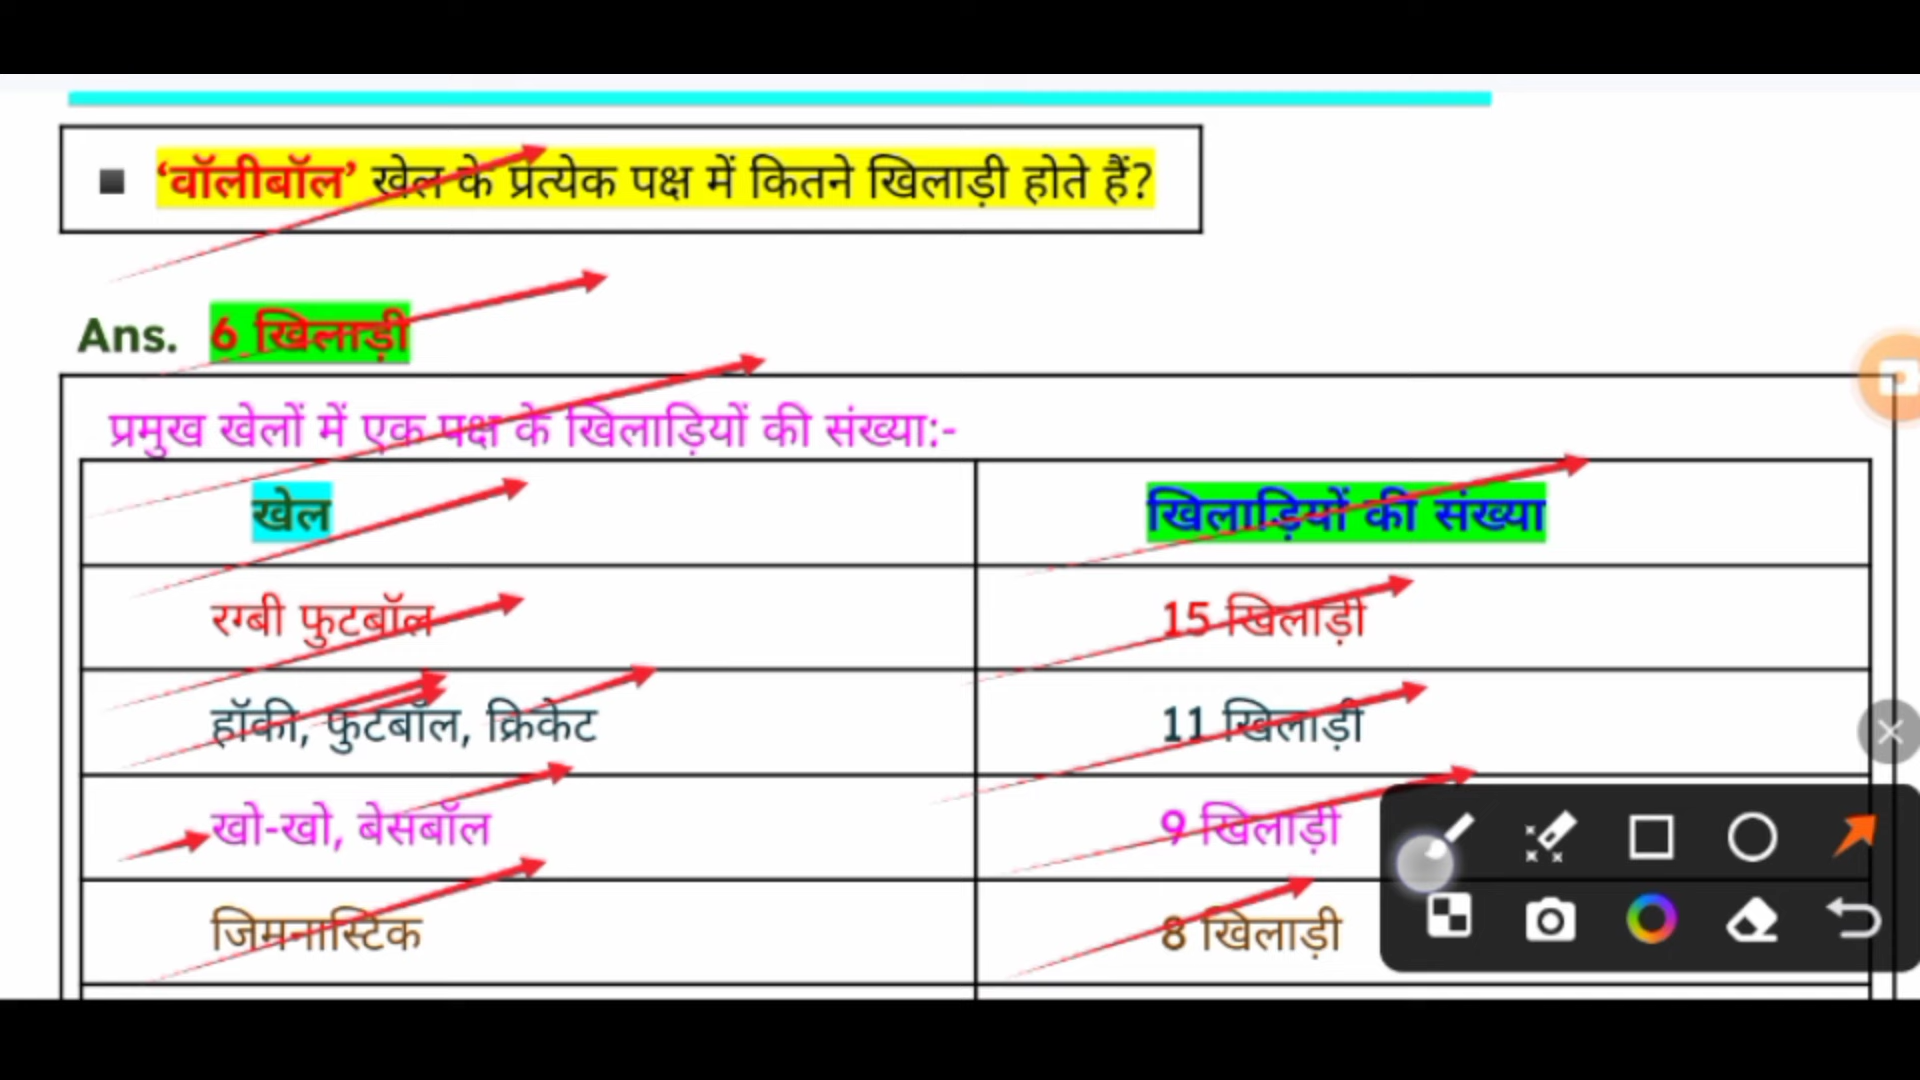 ▪ ‘वॉलीबॉल’ खेल के प्रत्येक पक्ष में कितने खिलाड़ी होते हैं?
Ans. 6 खिलाड़ी
प्रमुख खेलों में एक पक्ष के खिलाड़ियों की संख्या:-
खेल खिलाड़ियों की संख्या
रग्बी फुटबॉल 15 खिलाड़ी
हॉकी, फुटबॉल, क्रिकेट 11 खिलाड़ी
खो-खो, बेसबॉल 9 खिलाड़ी
जिमनास्टिक 8 खिलाड़ी